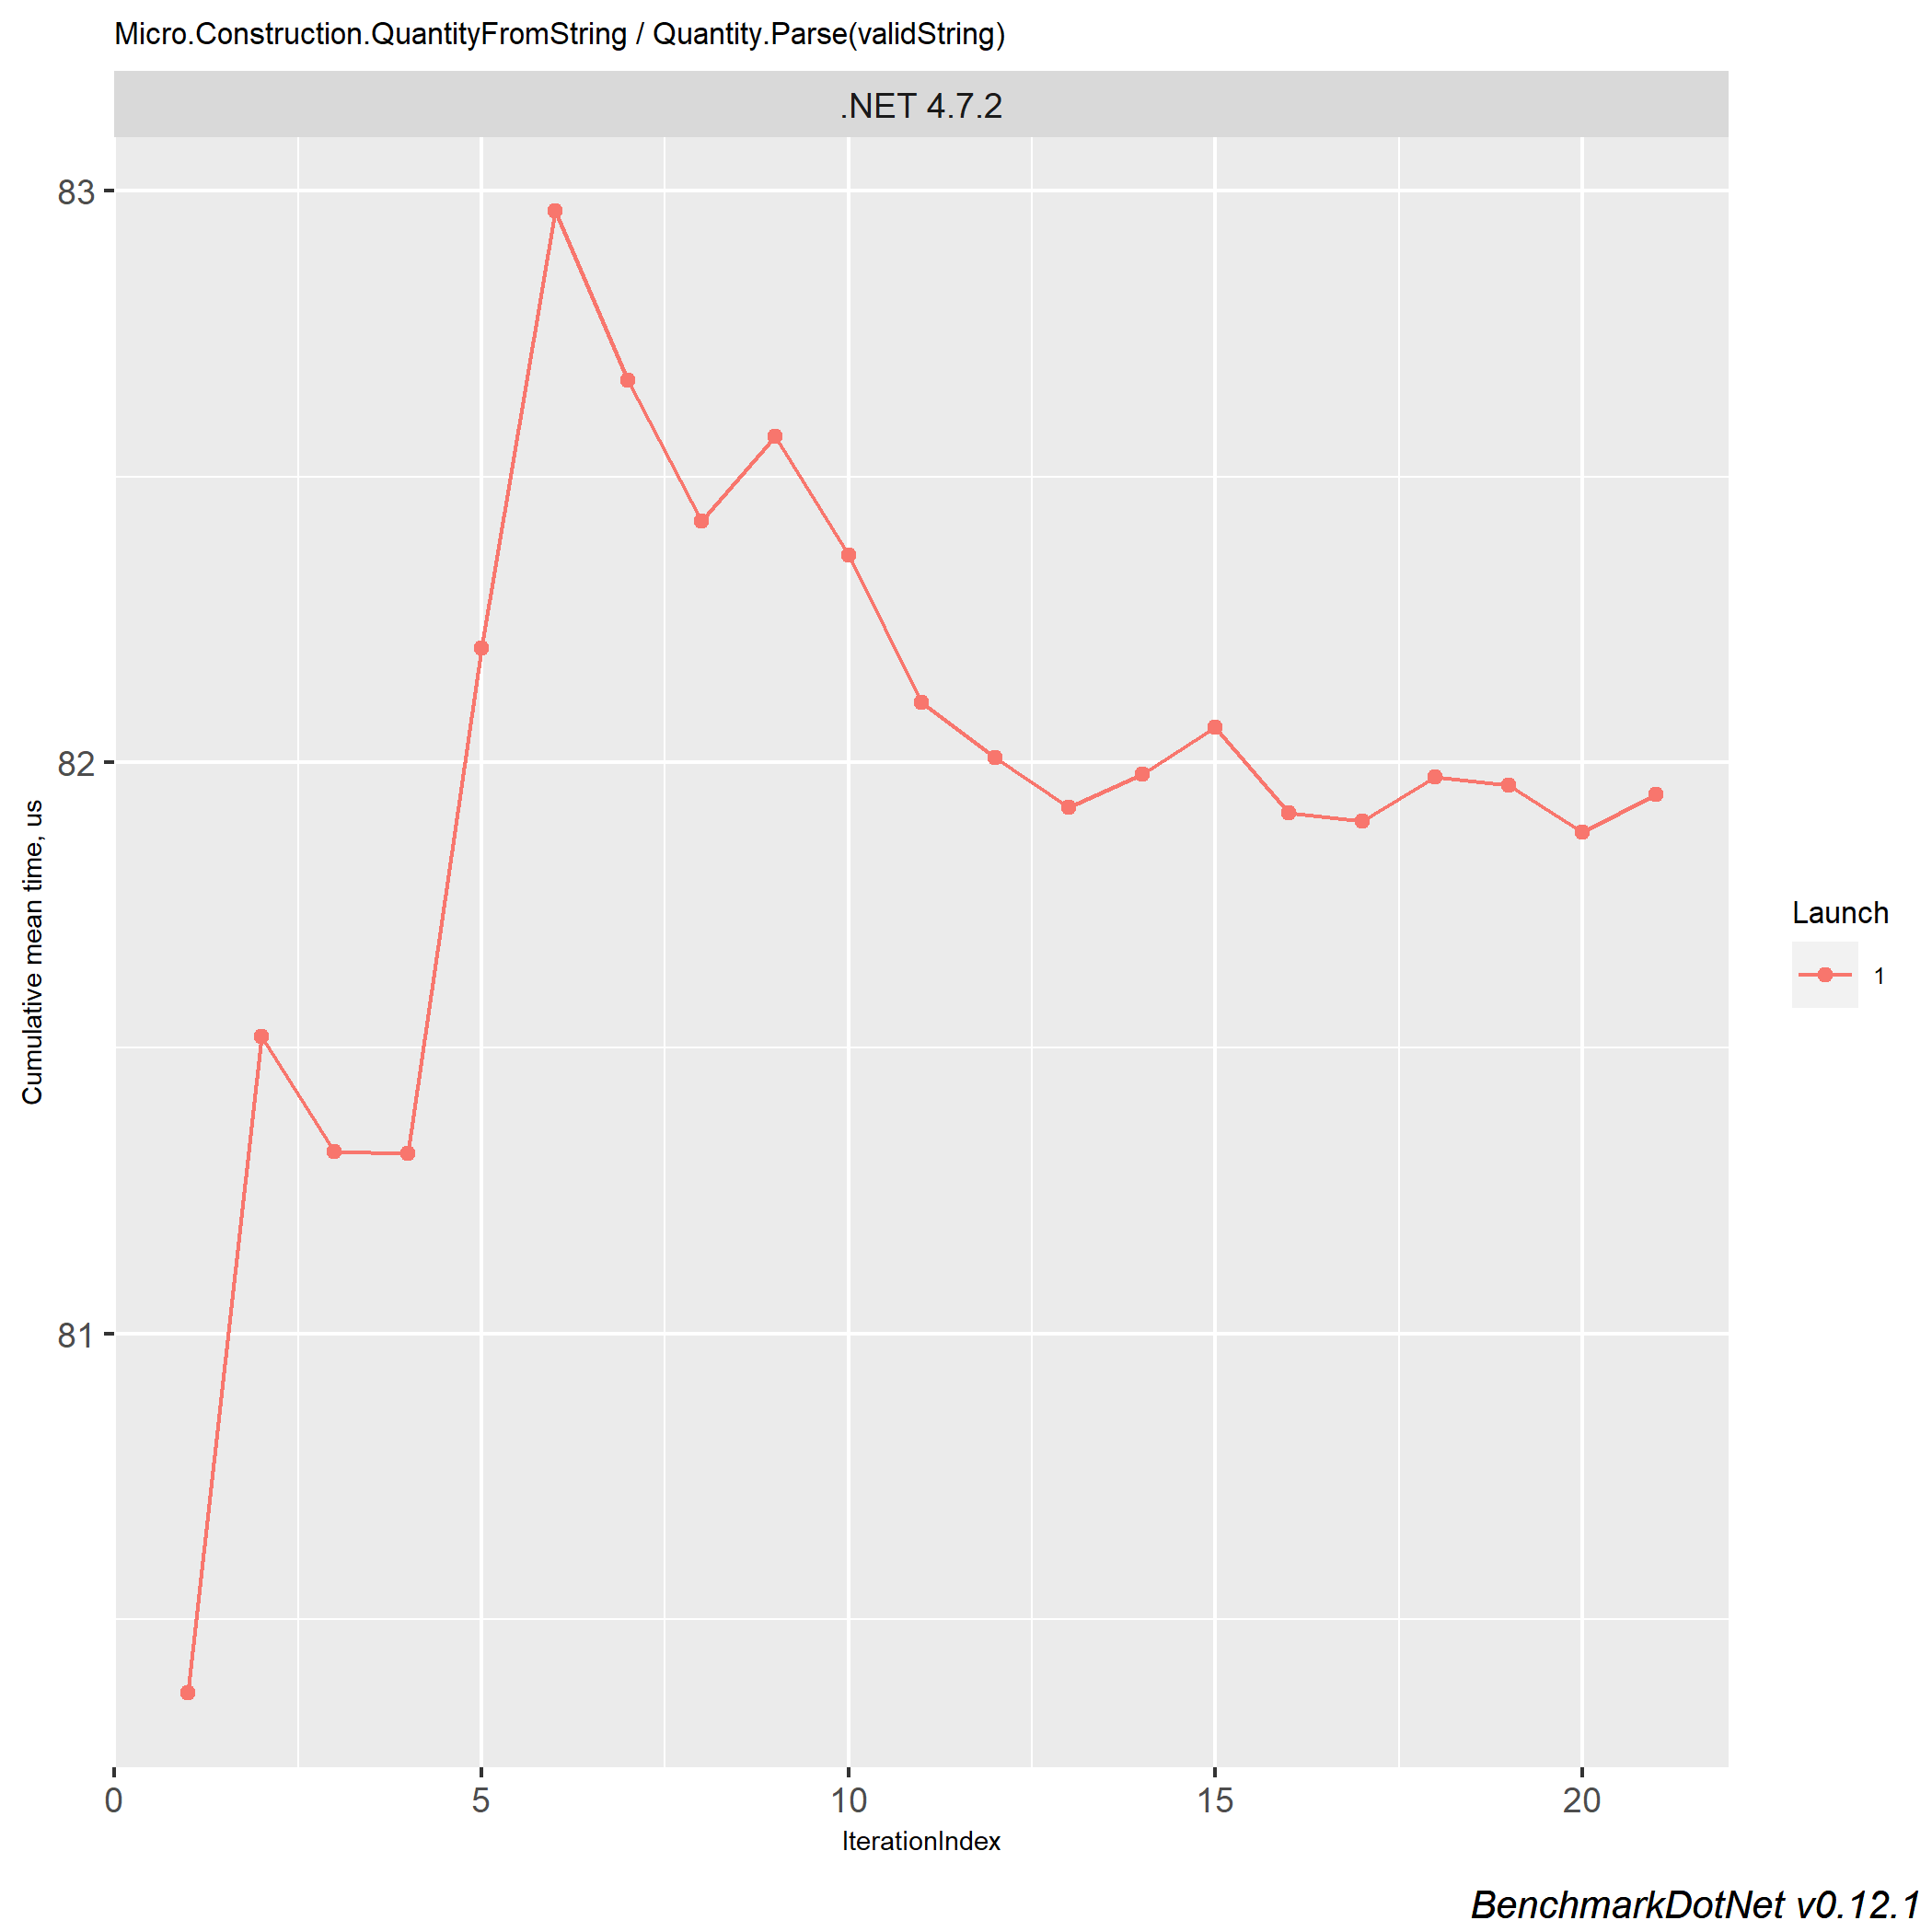 Micro.Construction.QuantityFromString / Quantity.Parse(validString)
.NET 4.7.2
83
82
81
Cumulative mean time, us
0 5 10 15 20
IterationIndex
Launch
1
BenchmarkDotNet v0.12.1